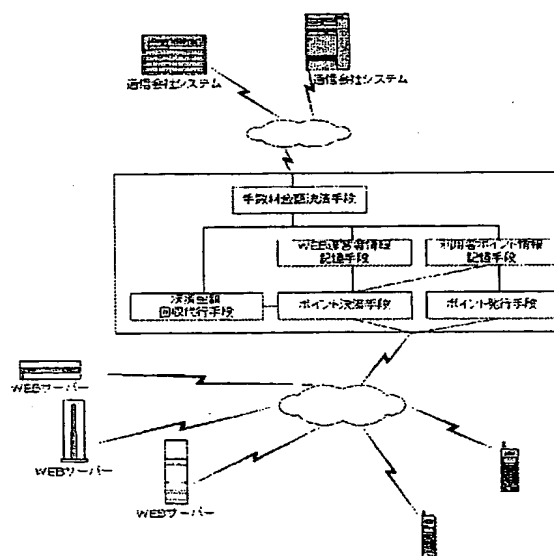 通信会社システム
通信会社システム
手数料金額決済手段
WEB運営者情報
記憶手段
利用者ポイント情報
記憶手段
決済金額
回収代行手段
ポイント決済手段
ポイント発行手段
WEBサーバー
WEBサーバー
WEBサーバー